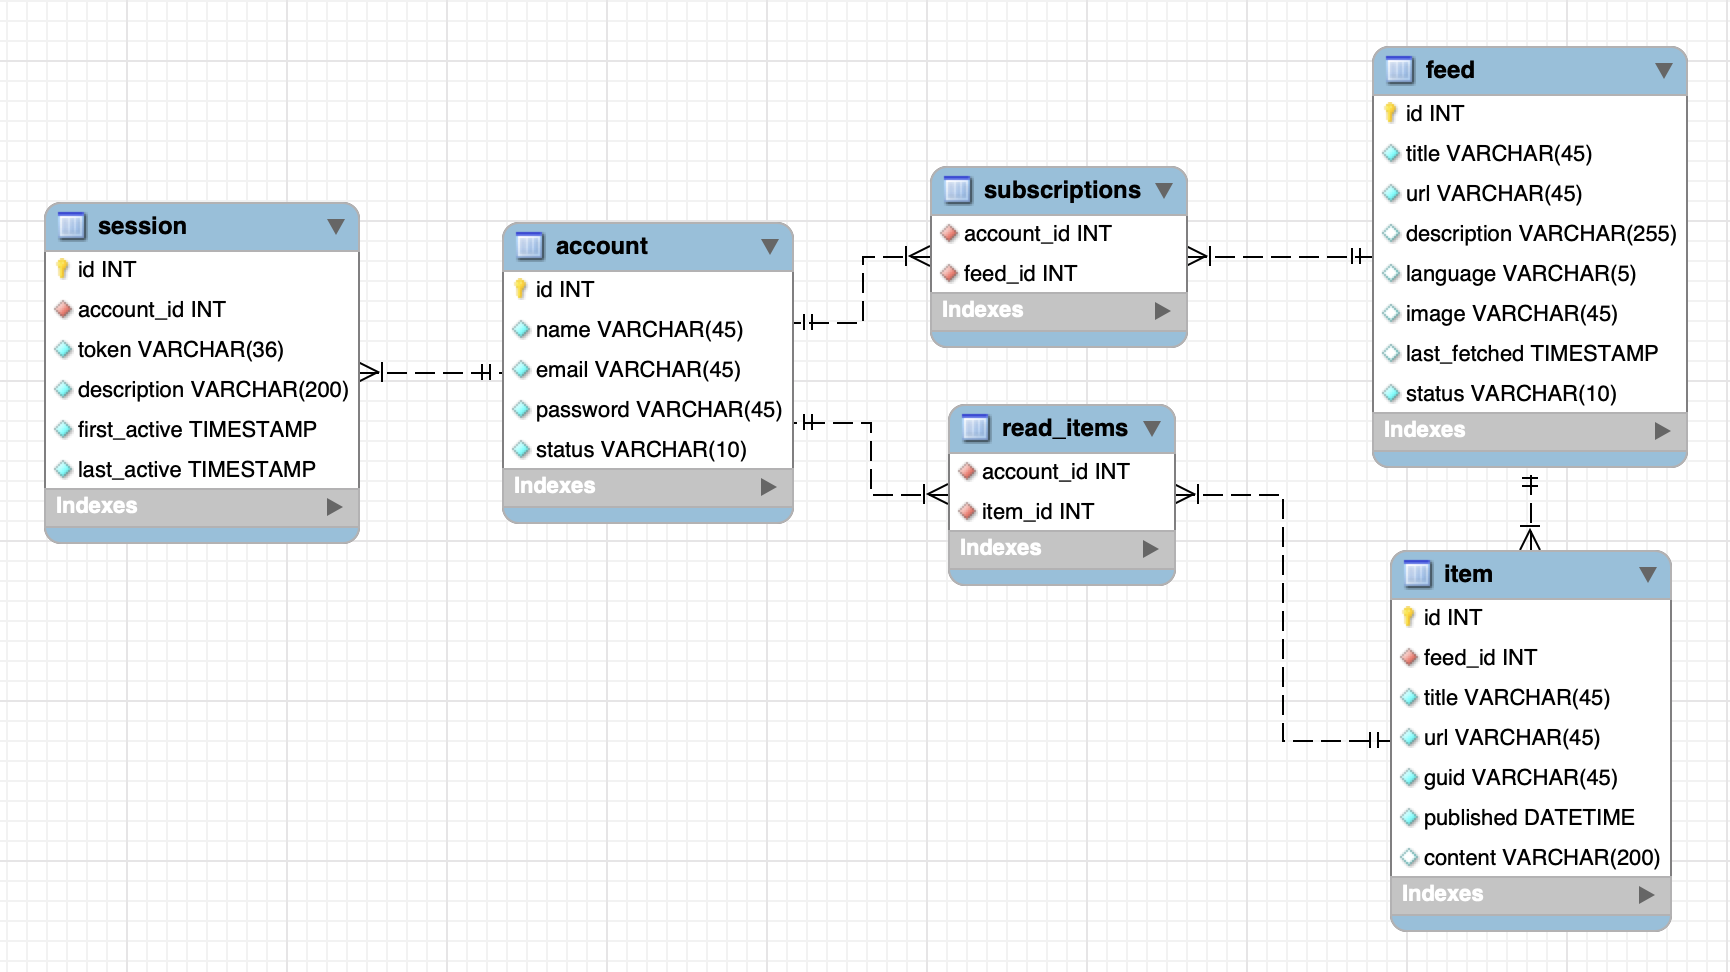 session
id INT
account_id INT
token VARCHAR(36)
description VARCHAR(200)
first_active TIMESTAMP
last_active TIMESTAMP
Indexes
account
id INT
name VARCHAR(45)
email VARCHAR(45)
password VARCHAR(45)
status VARCHAR(10)
Indexes
subscriptions
account_id INT
feed_id INT
Indexes
read_items
account_id INT
item_id INT
Indexes
feed
id INT
title VARCHAR(45)
url VARCHAR(45)
description VARCHAR(255)
language VARCHAR(5)
image VARCHAR(45)
last_fetched TIMESTAMP
status VARCHAR(10)
Indexes
item
id INT
feed_id INT
title VARCHAR(45)
url VARCHAR(45)
guid VARCHAR(45)
published DATETIME
content VARCHAR(200)
Indexes